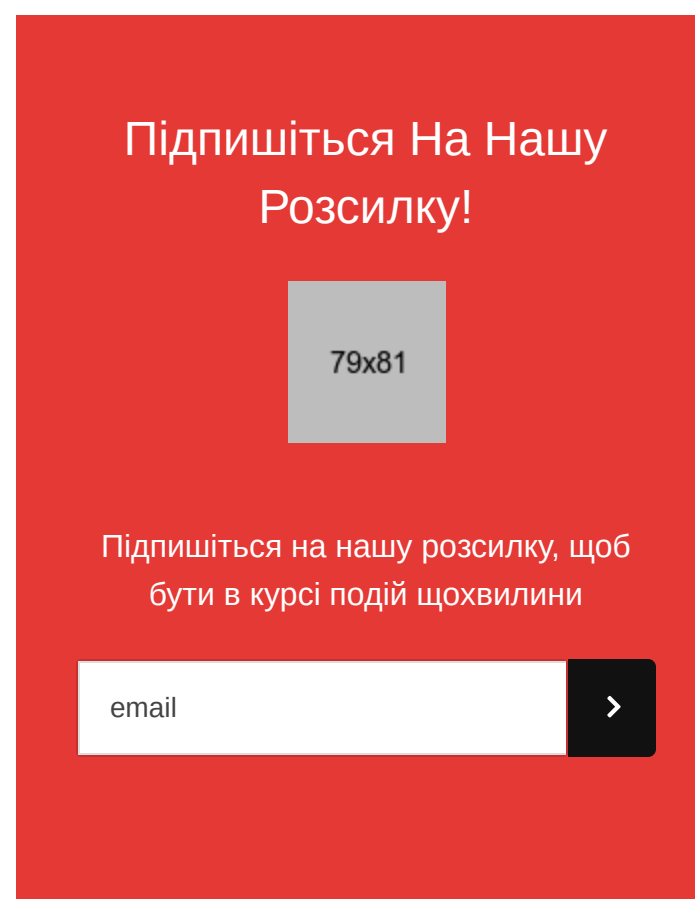 Підпишіться На Нашу
Розсилку!
79x81
Підпишіться на нашу розсилку, щоб
бути в курсі подій щохвилини
email